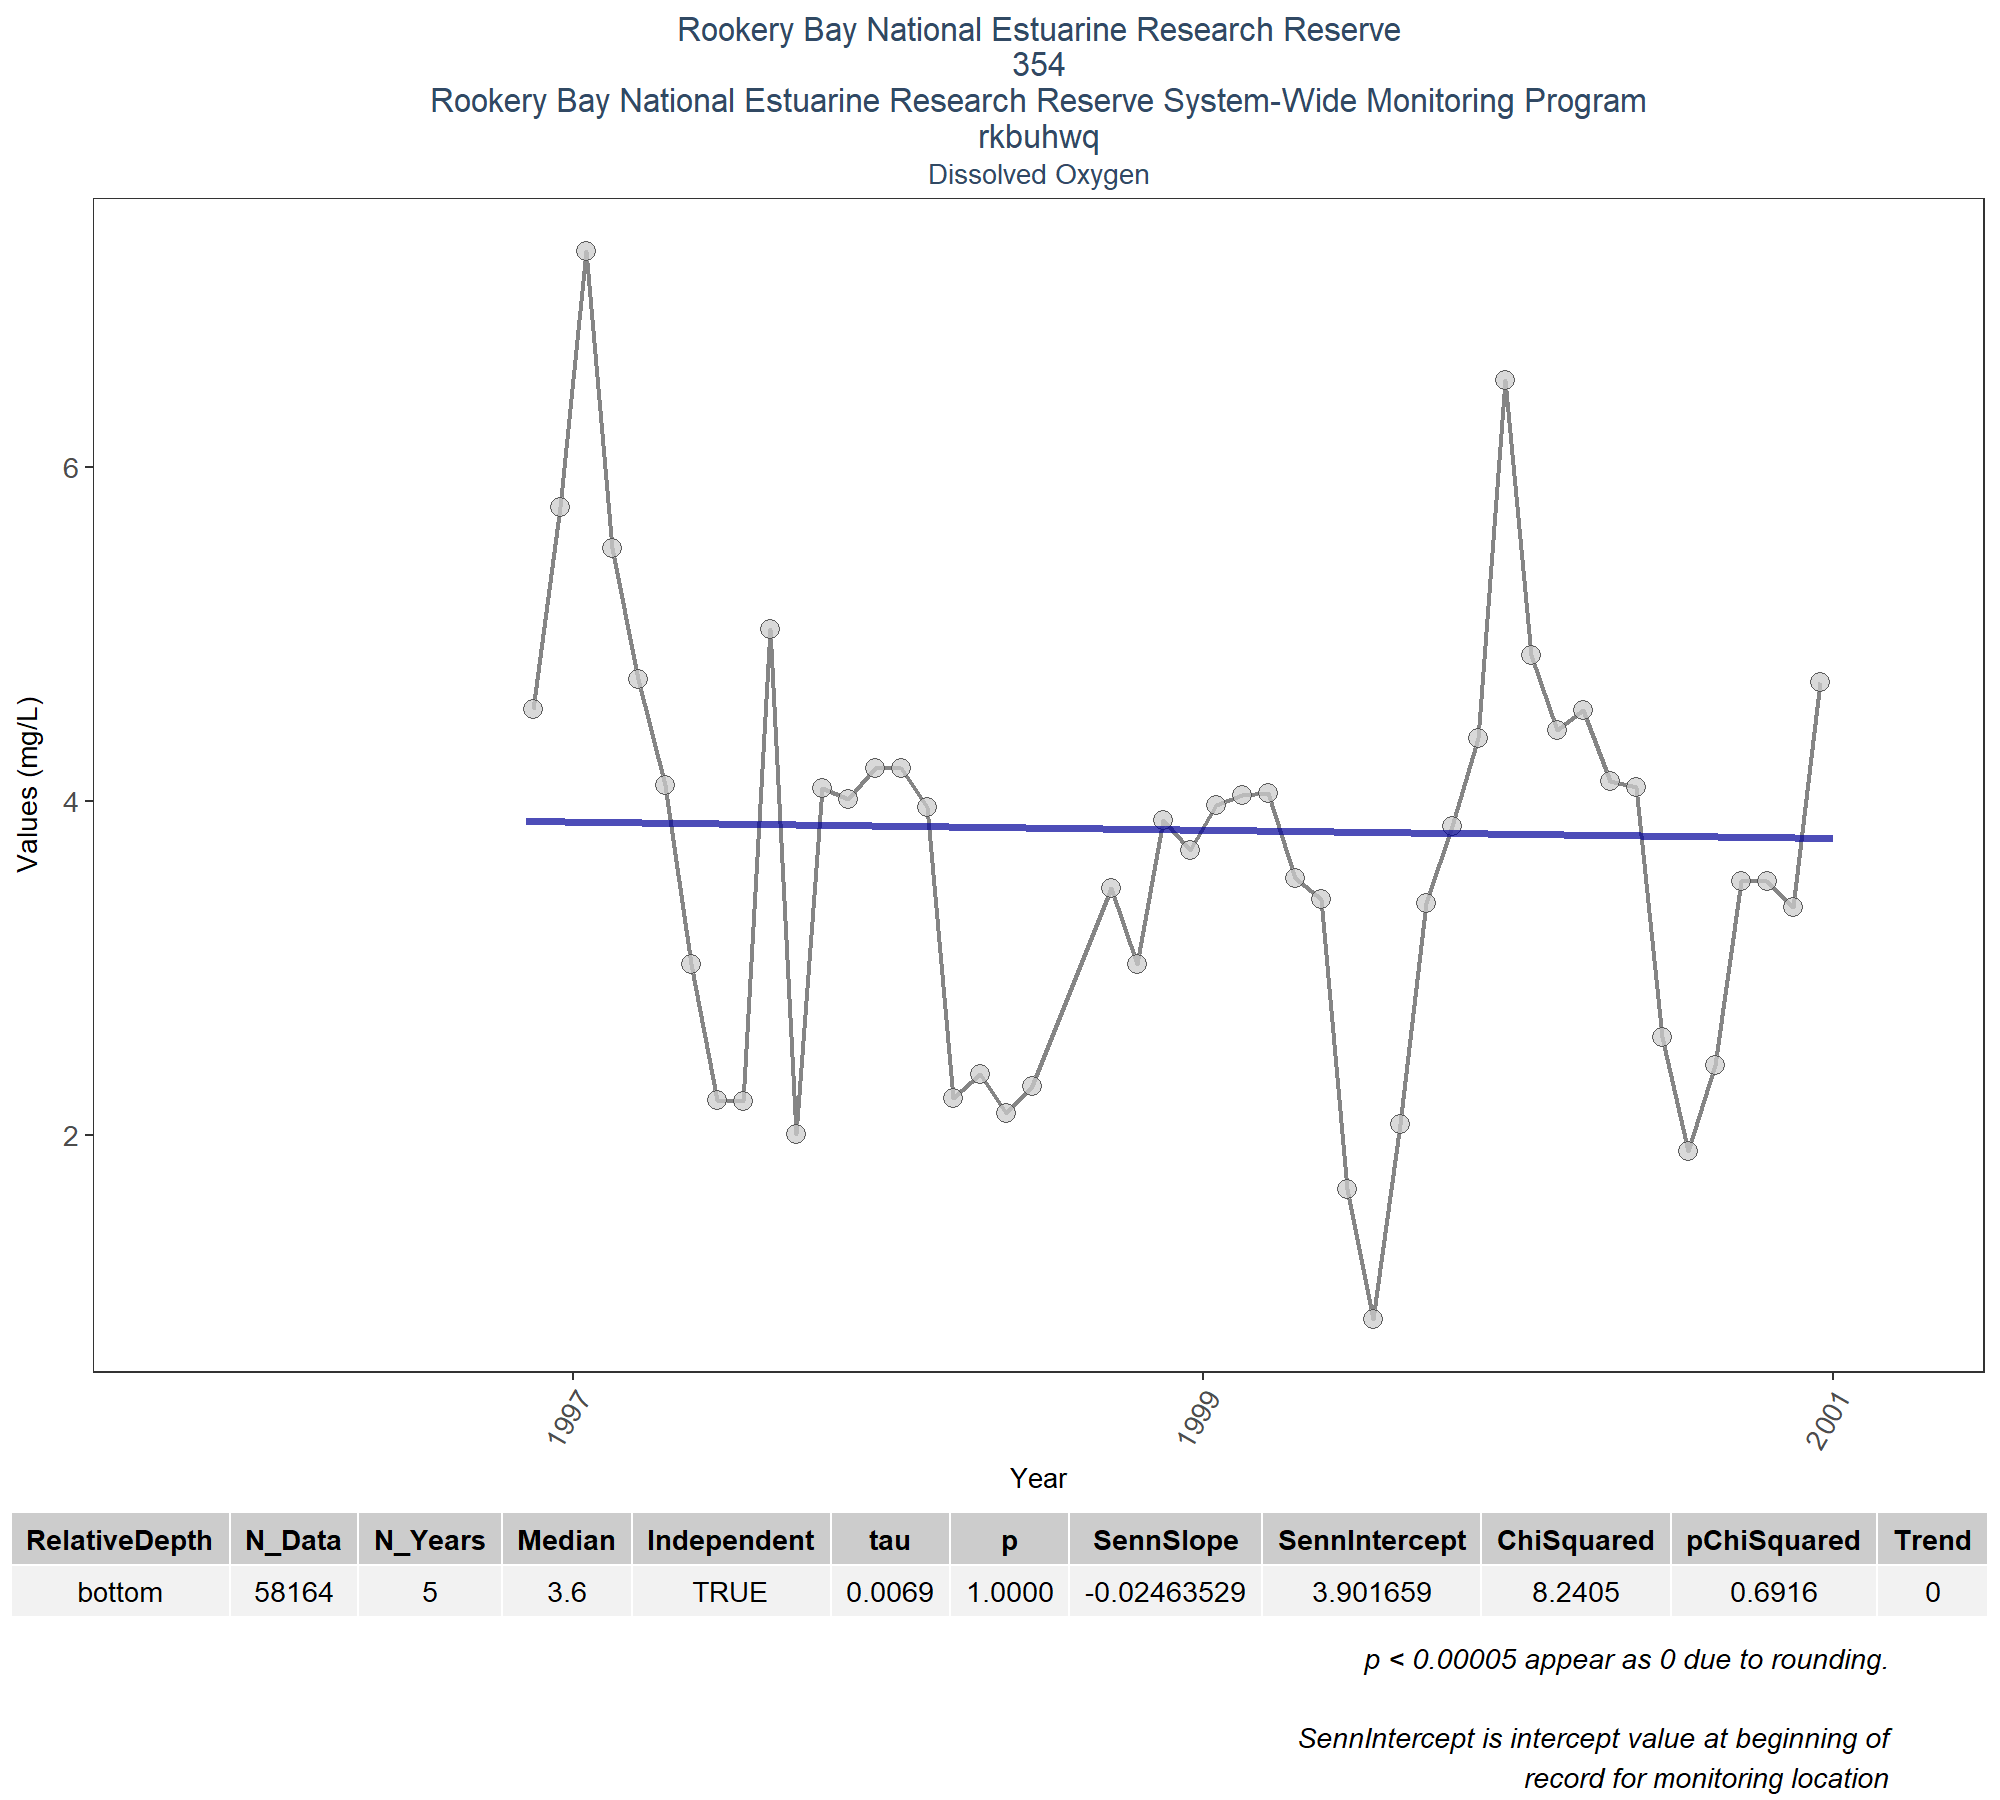 Rookery Bay National Estuarine Research Reserve
354
Rookery Bay National Estuarine Research Reserve System-Wide Monitoring Program
rkbuhwq
Dissolved Oxygen
Values (mg/L)
6
4
2
1997
1999
2001
Year
RelativeDepth N_Data N_Years Median Independent tau p SennSlope SennIntercept ChiSquared pChiSquared Trend
bottom 58164 5 3.6 TRUE 0.0069 1.0000 -0.02463529 3.901659 8.2405 0.6916 0
p < 0.00005 appear as 0 due to rounding.
SennIntercept is intercept value at beginning of
record for monitoring location